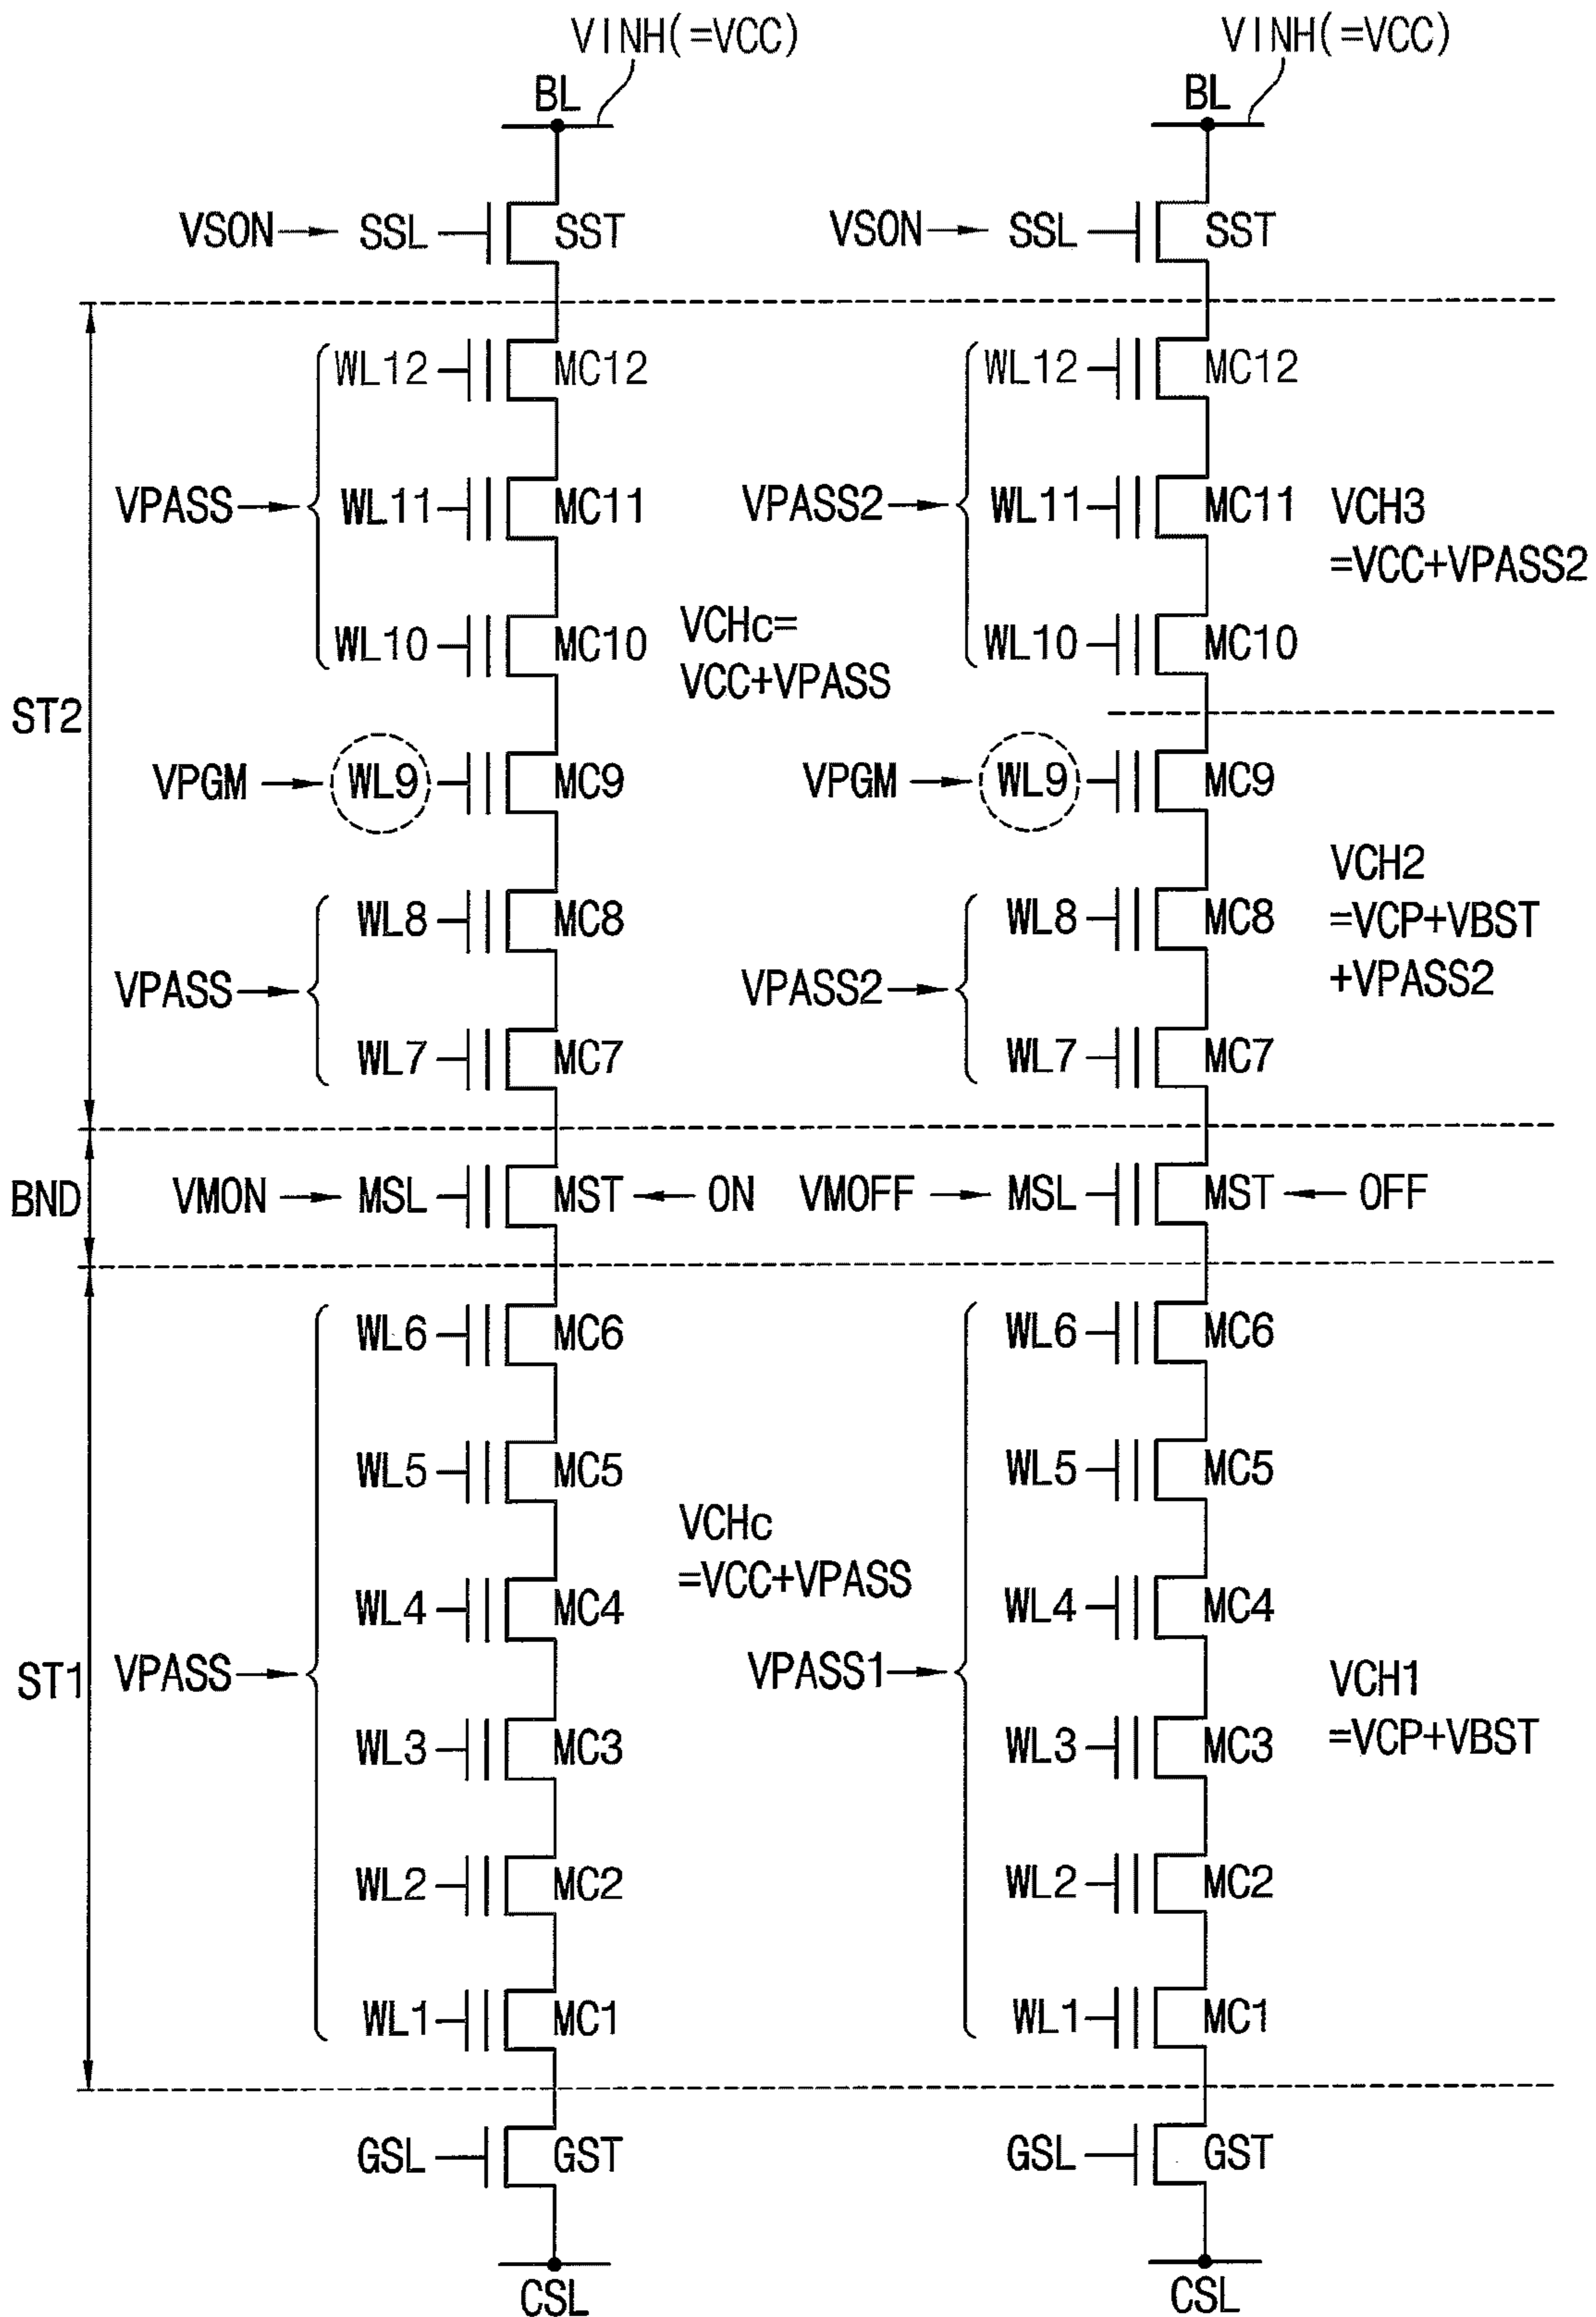 VINH(=VCC) VINH(=VCC)
BL BL
VSON SSL SST VSON SSL SST
WL12 MC12 WL12 MC12
VPASS WL11 MC11 VPASS2 WL11 MC11 VCH3
=VCC+VPASS2
WL10 MC10 VCHc= WL10 MC10
VCC+VPASS
ST2
VPGM WL9 MC9 VPGM WL9 MC9
VCH2
WL8 MC8 WL8 MC8 =VCP+VBST
VPASS VPASS2 +VPASS2
WL7 MC7 WL7 MC7
BND VMON MSL MST ON VMOFF MSL MST OFF
WL6 MC6 WL6 MC6
WL5 MC5 WL5 MC5
VCHc
=VCC+VPASS
WL4 MC4 WL4 MC4
ST1 VPASS VPASS1 VCH1
WL3 MC3 WL3 MC3 =VCP+VBST
WL2 MC2 WL2 MC2
WL1 MC1 WL1 MC1
GSL GST GSL GST
CSL CSL